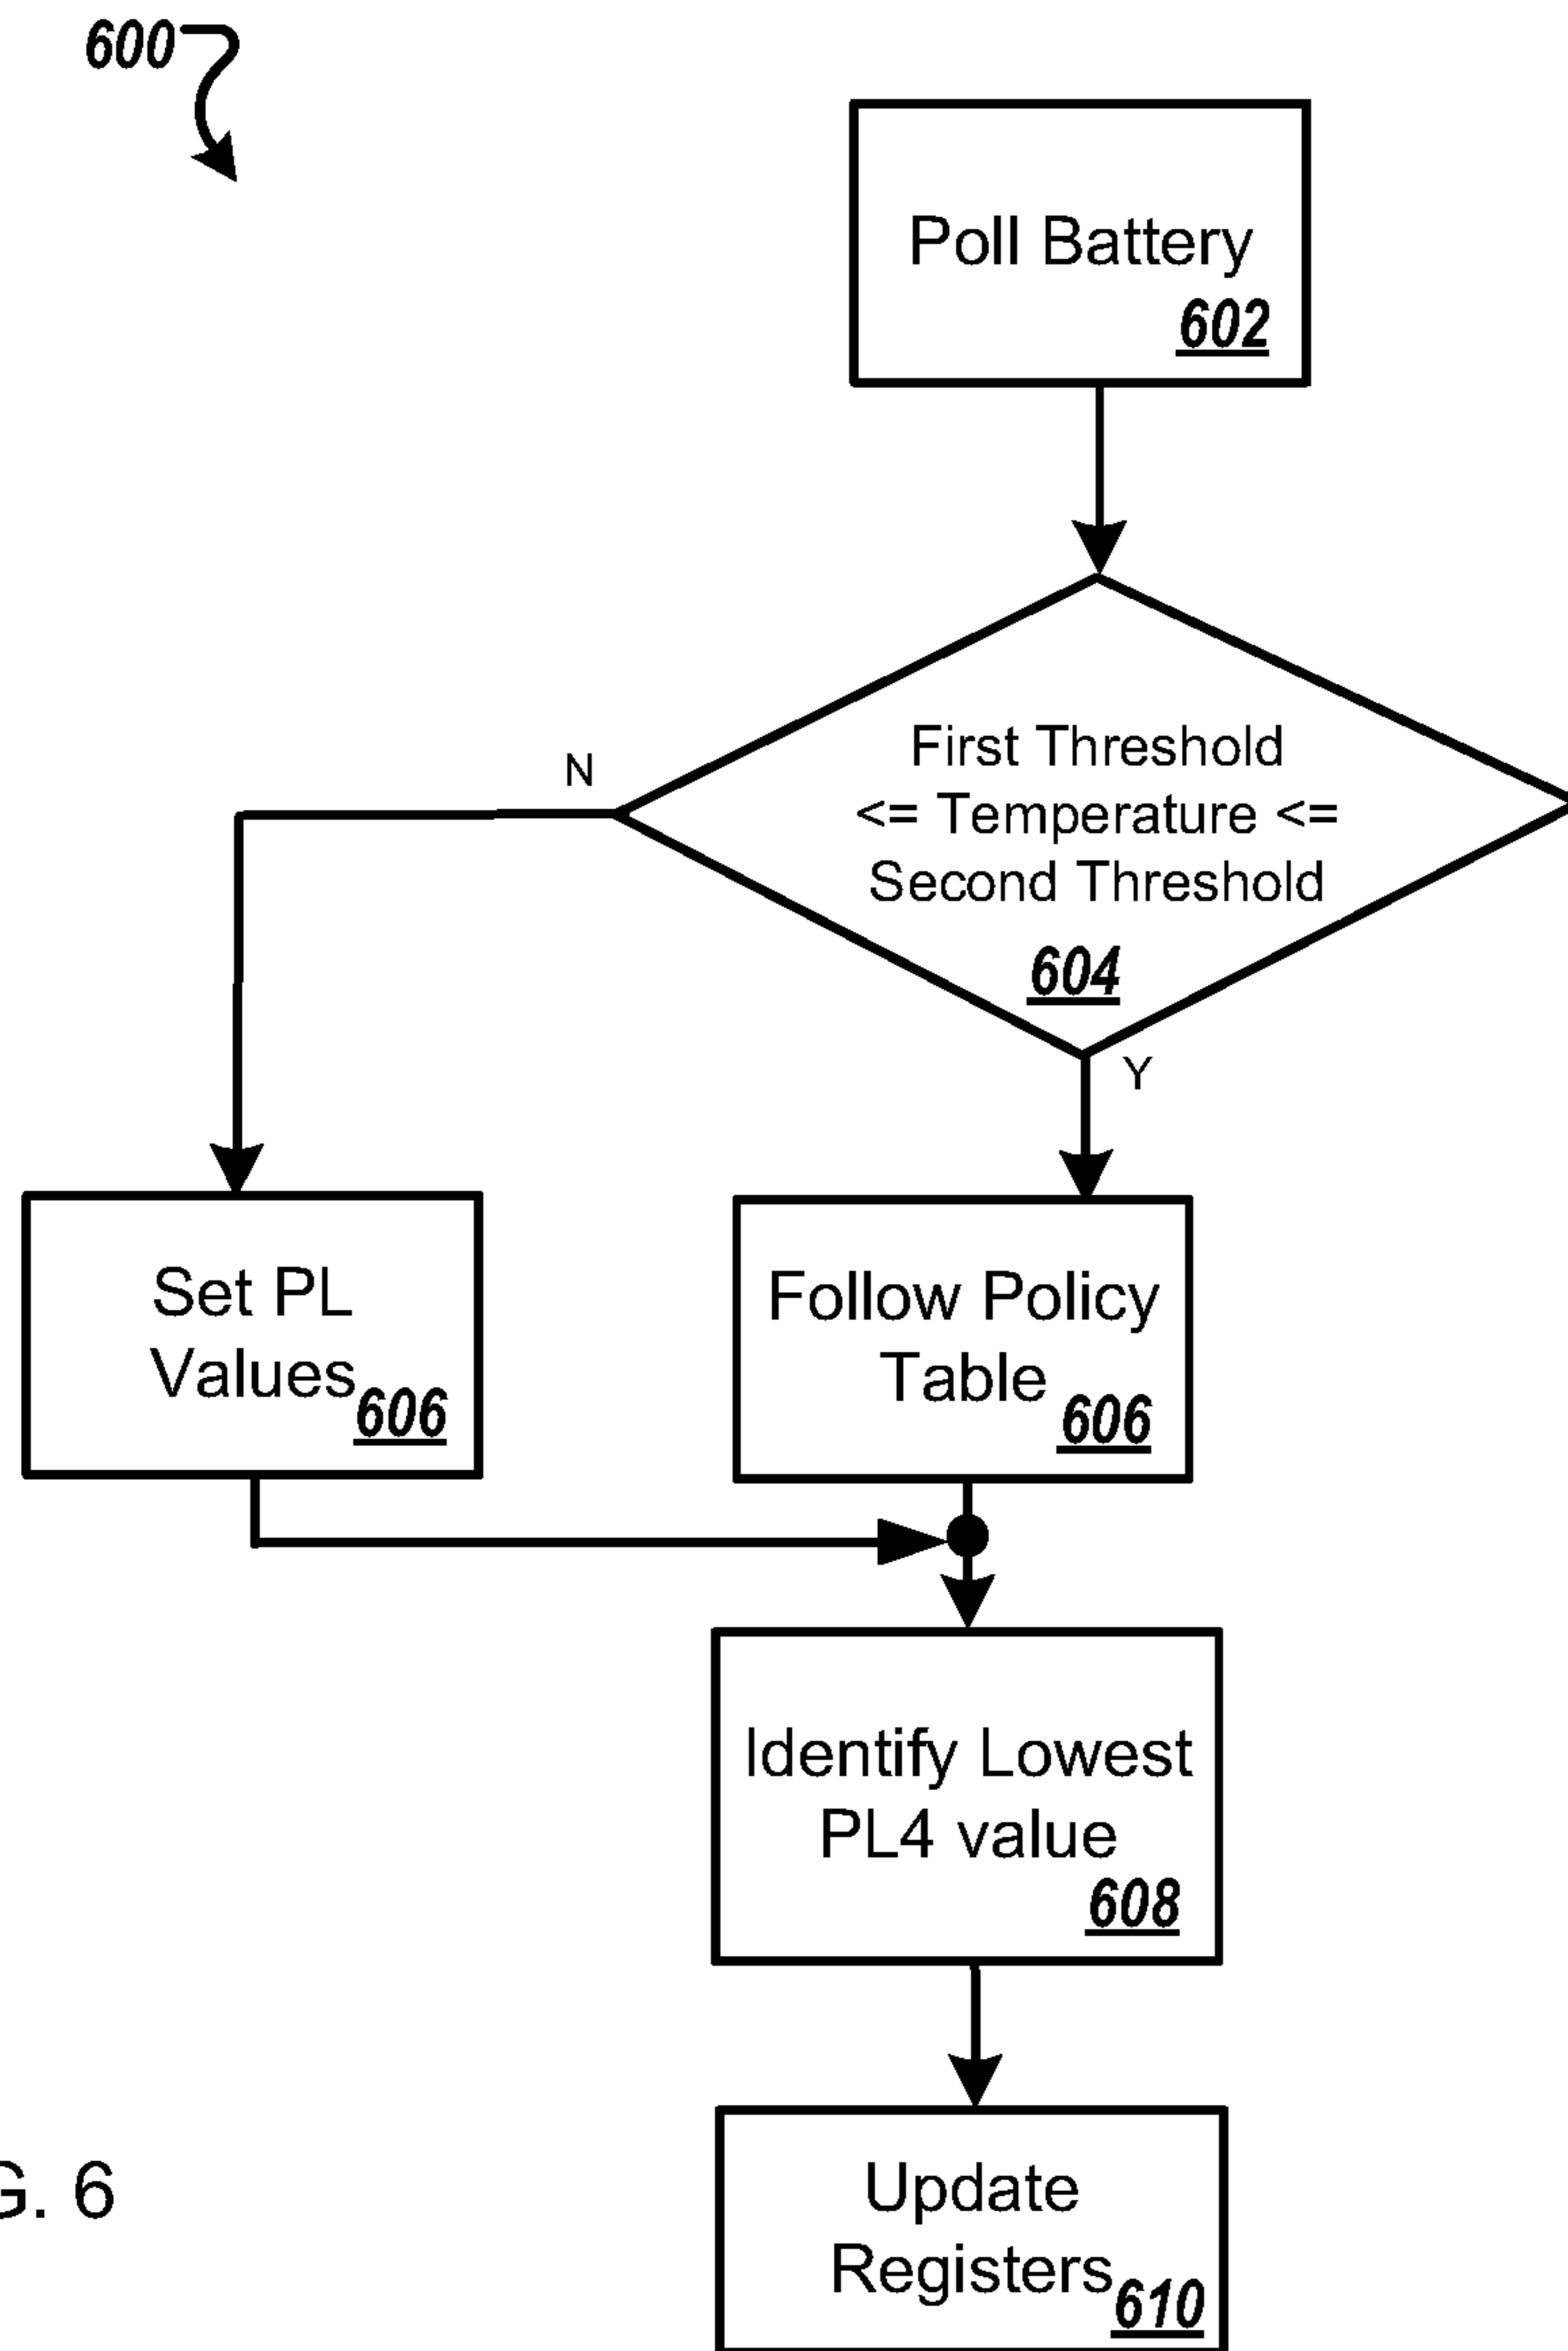 600
Poll Battery
602
First Threshold
<= Temperature <=
Second Threshold
604
N
Y
Set PL
Values
606
Follow Policy
Table
606
Identify Lowest
PL4 value
608
Update
Registers
610
G. 6